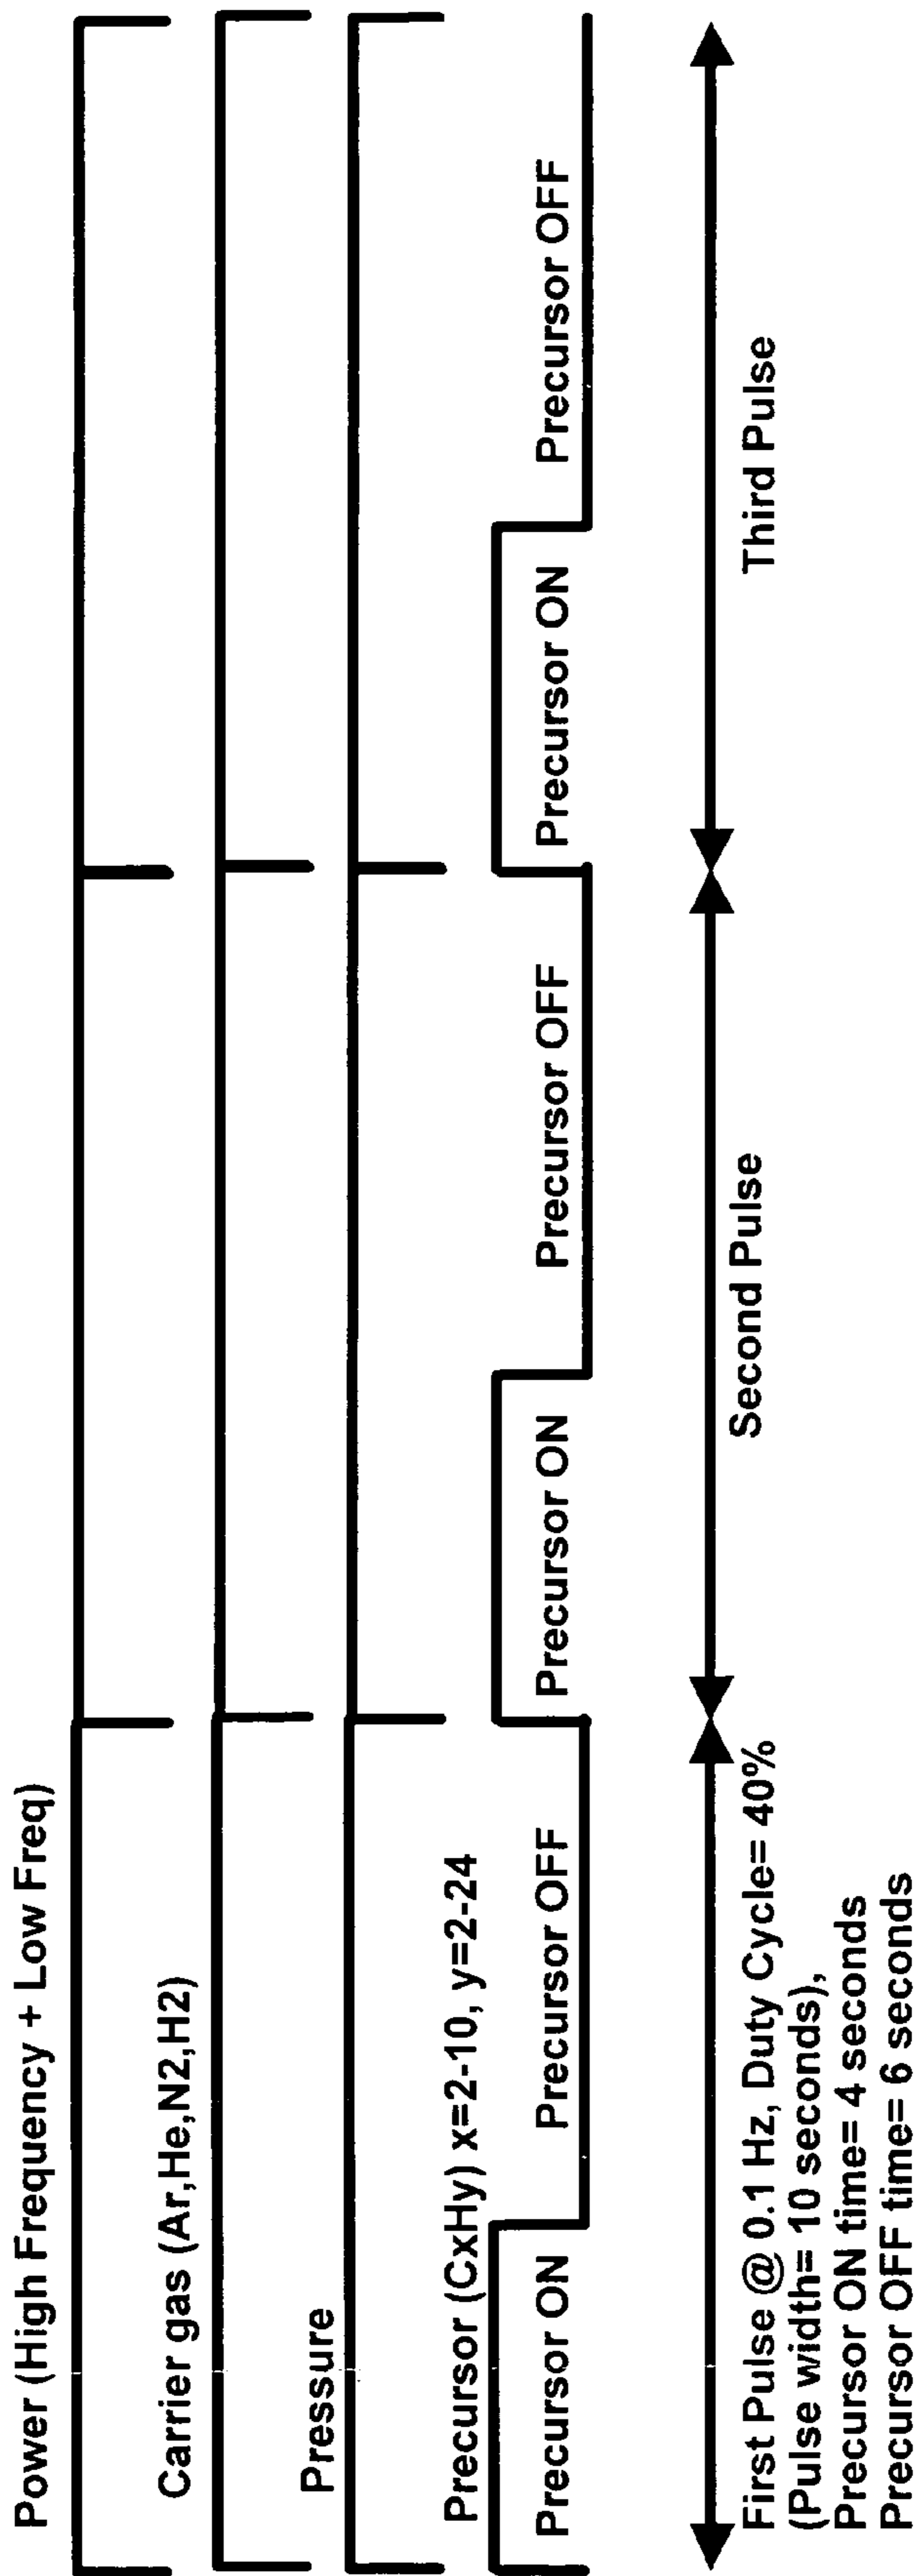 Power (High Frequency + Low Freq)
Carrier gas (Ar,He,N2,H2)
Pressure
Precursor (CxHy) x=2-10, y=2-24
Precursor ON
Precursor OFF
Precursor ON
Precursor OFF
Precursor ON
Precursor OFF
First Pulse @ 0.1 Hz, Duty Cycle= 40%
(Pulse width= 10 seconds),
Precursor ON time= 4 seconds
Precursor OFF time= 6 seconds
Second Pulse
Third Pulse